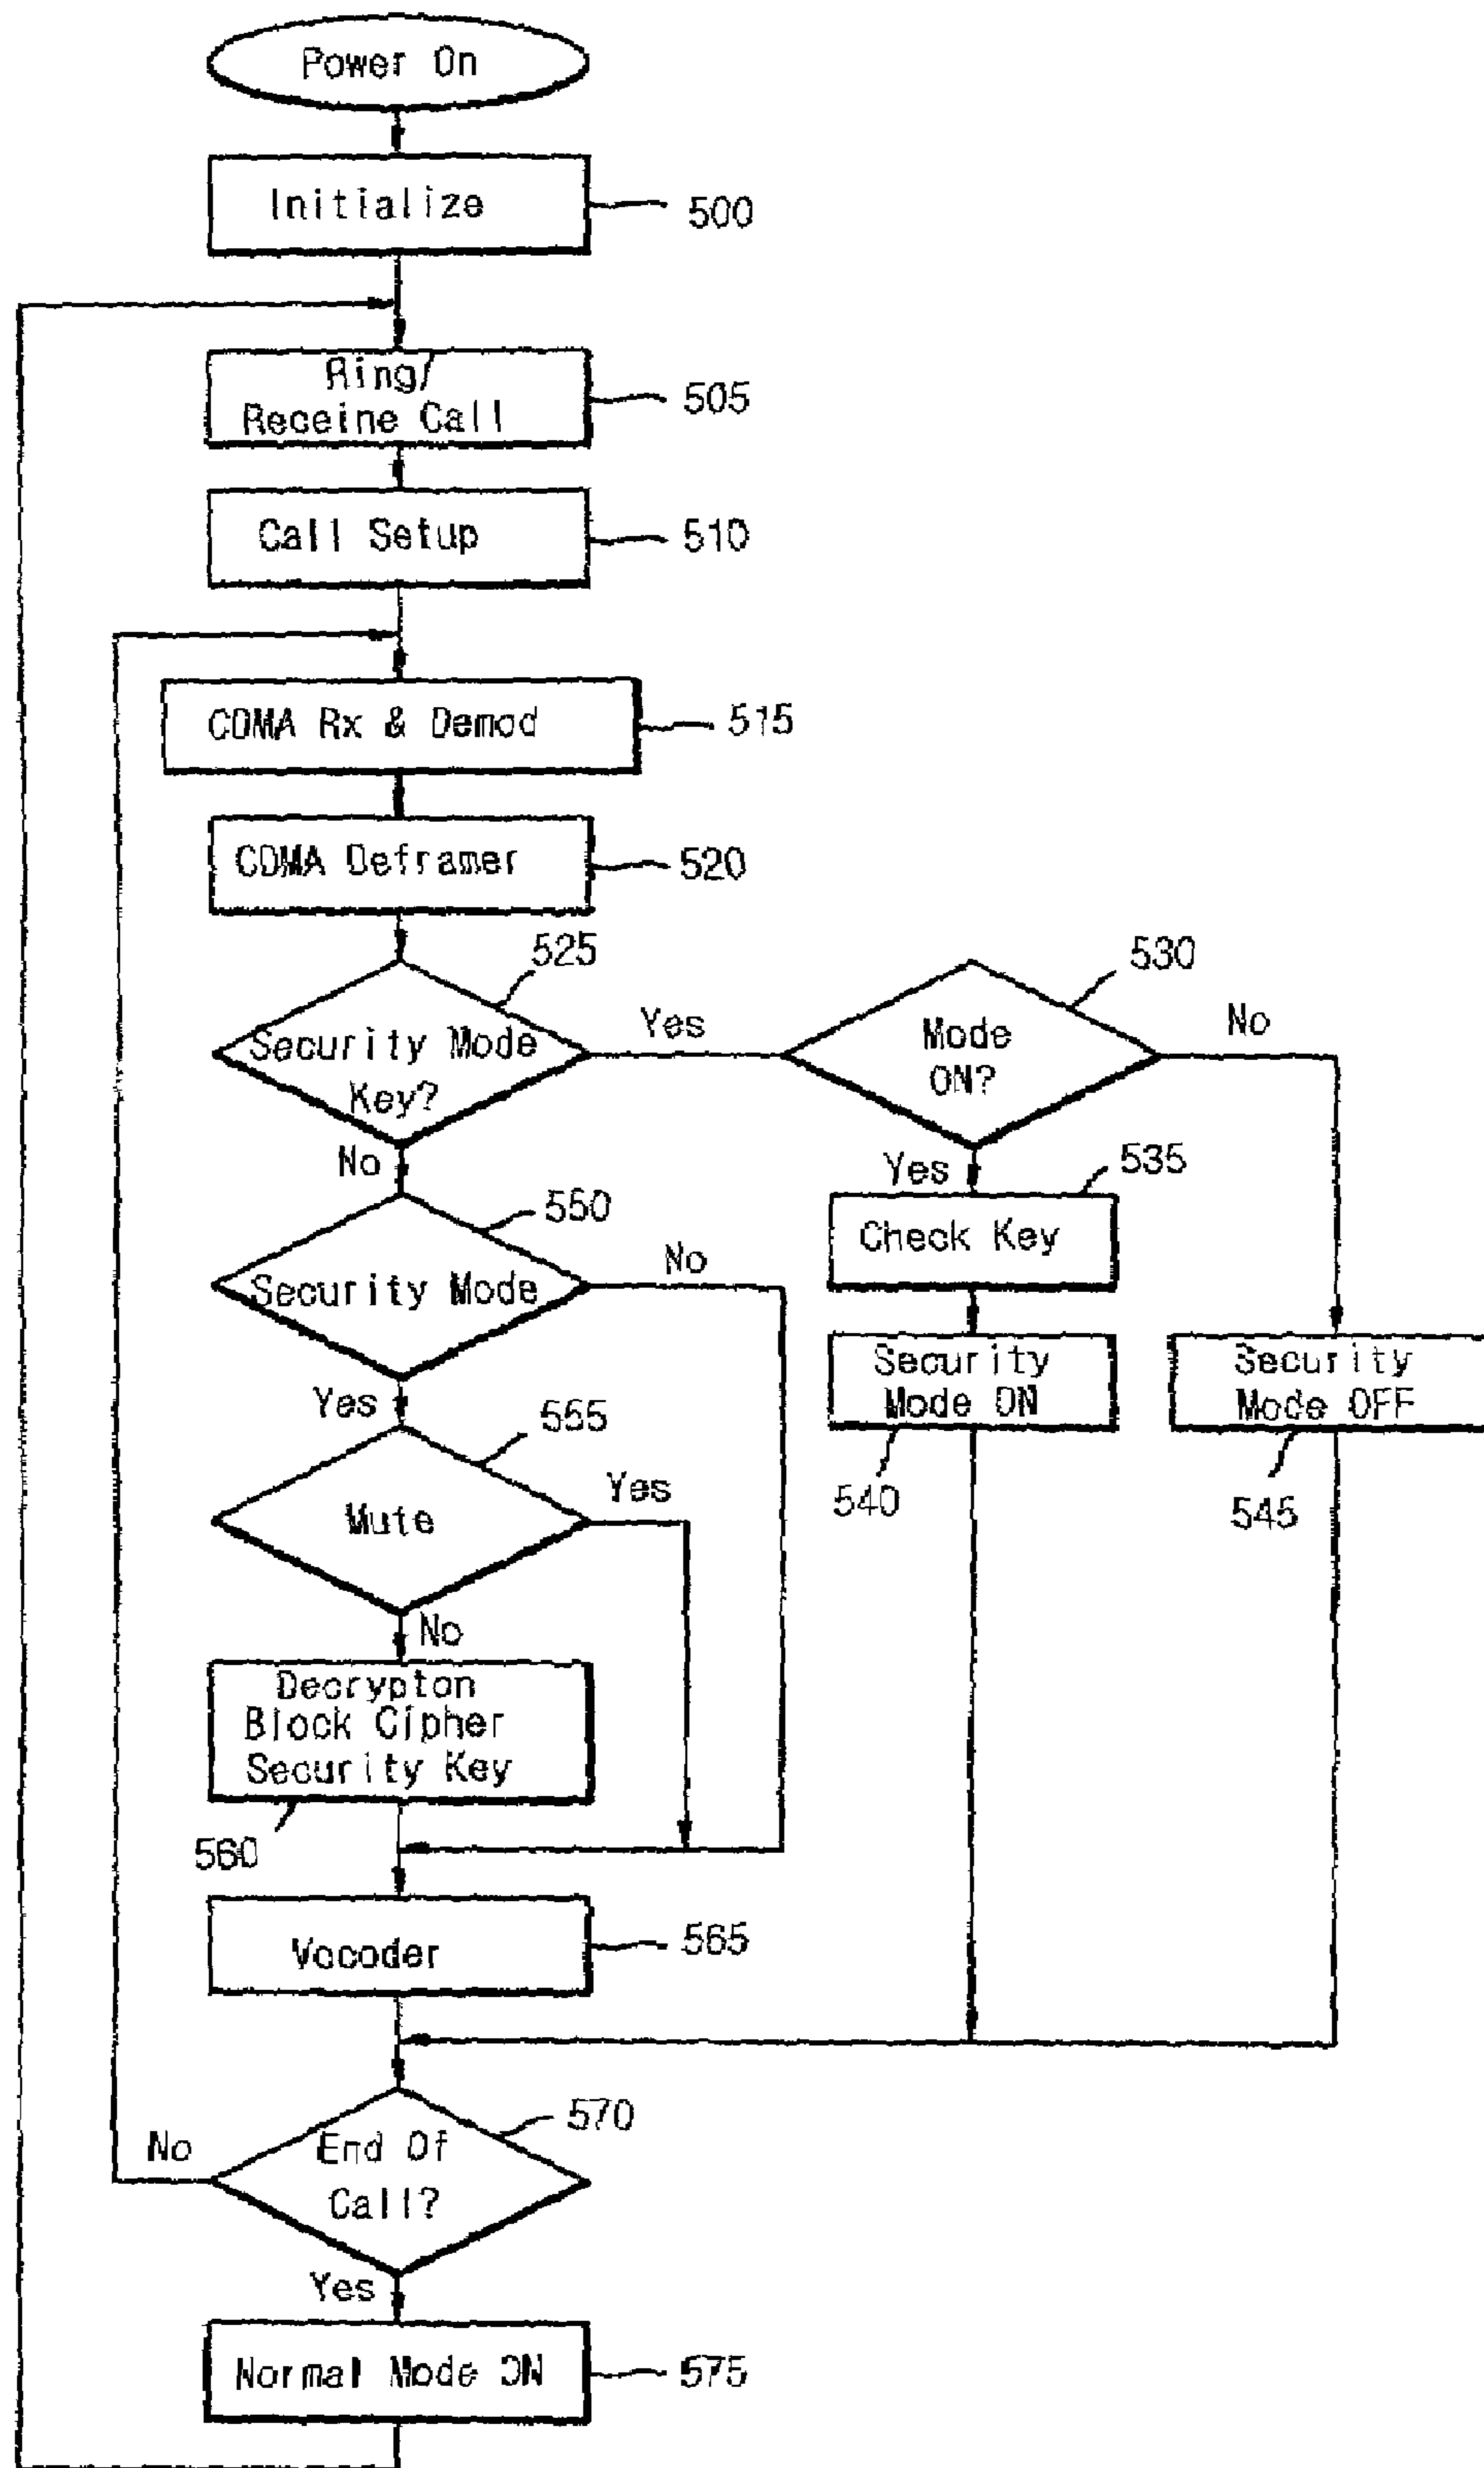 Power On
Initialize
500
Ring/
Receine Call
505
Call Setup
510
CDMA Rx & Demod
515
CDMA Deframer
520
525
Security Mode
Key?
Yes
No
530
Mode
ON?
No
Yes
535
Check Key
Security
Mode ON
540
Security
Mode OFF
545
550
Security Mode
No
Yes
555
Mute
Yes
No
Decrypton
Block Cipher
Security Key
560
Vocoder
565
570
End Of
Call?
No
Yes
Normal Mode ON
575